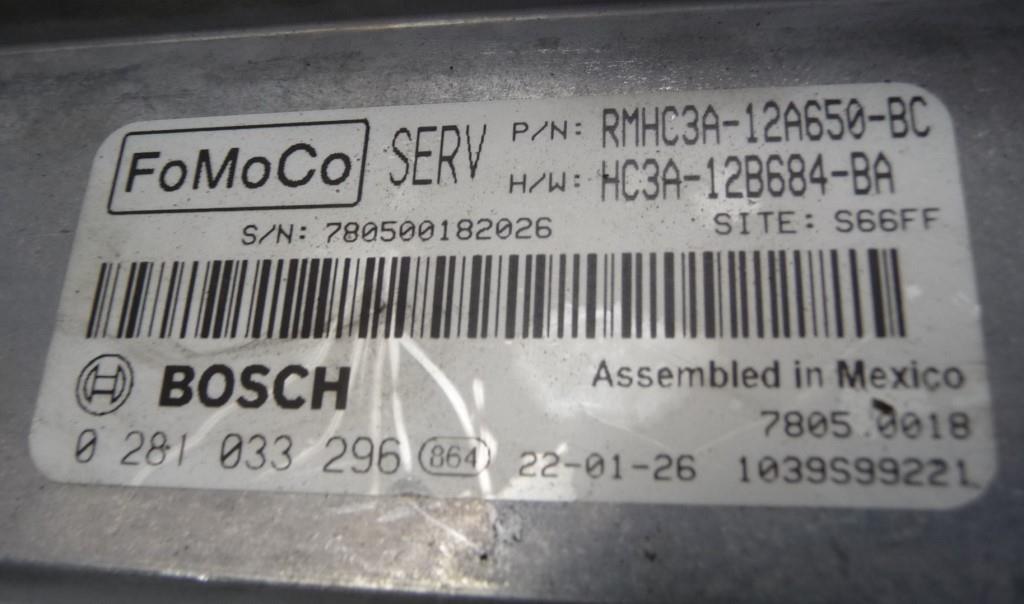 FoMoCo SERV P/N: RMHC3A-12A650-BC
H/W: HC3A-12B684-BA
S/N: 780500182026 SITE: S66FF
BOSCH Assembled in Mexico
7805.0018
0 281 033 296 864 22-01-26 1039S99221